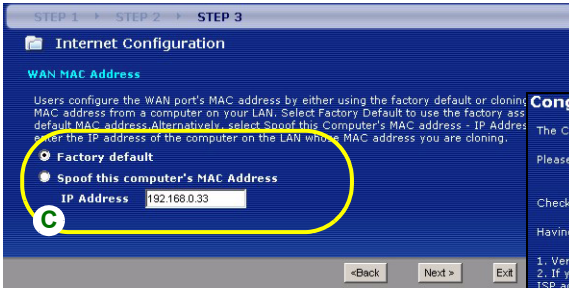 STEP 1 STEP 2 STEP 3
Internet Configuration
WAN MAC Address
Users configure the WAN port's MAC address by either using the factory default or cloning
MAC address from a computer on your LAN. Select Factory Default to use the factory ass
default MAC address.Alternatively, select Spoof this Computer's MAC address - IP Addres
enter the IP address of the computer on the LAN whose MAC address you are cloning.
Factory default
Spoof this computer's MAC Address
IP Address 192.168.0.33
C
<Back Next > Exit
Cong
The C
Please
Check
Having
1. Ver
2. If y
ISP a